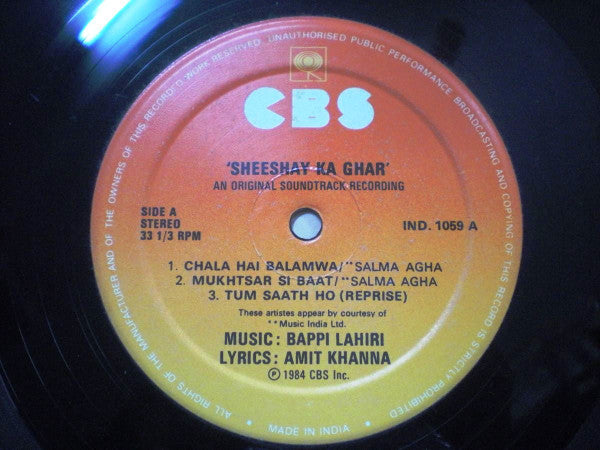 ALL RIGHTS OF THE MANUFACTURER AND OF THE OWNERS OF THIS RECORDED WORK RESERVED. UNAUTHORISED PUBLIC PERFORMANCE BROADCASTING AND COPYING OF THIS RECORD IS STRICTLY PROHIBITED
CBS
'SHEESHAY KA GHAR'
AN ORIGINAL SOUNDTRACK RECORDING
SIDE A
STEREO
33 1/3 RPM
IND. 1059 A
1. CHALA HAI BALAMWA/**SALMA AGHA
2. MUKHTSAR SI BAAT/**SALMA AGHA
3. TUM SAATH HO (REPRISE)
These artistes appear by courtesy of
**Music India Ltd.
MUSIC: BAPPI LAHIRI
LYRICS: AMIT KHANNA
℗ 1984 CBS Inc.
MADE IN INDIA